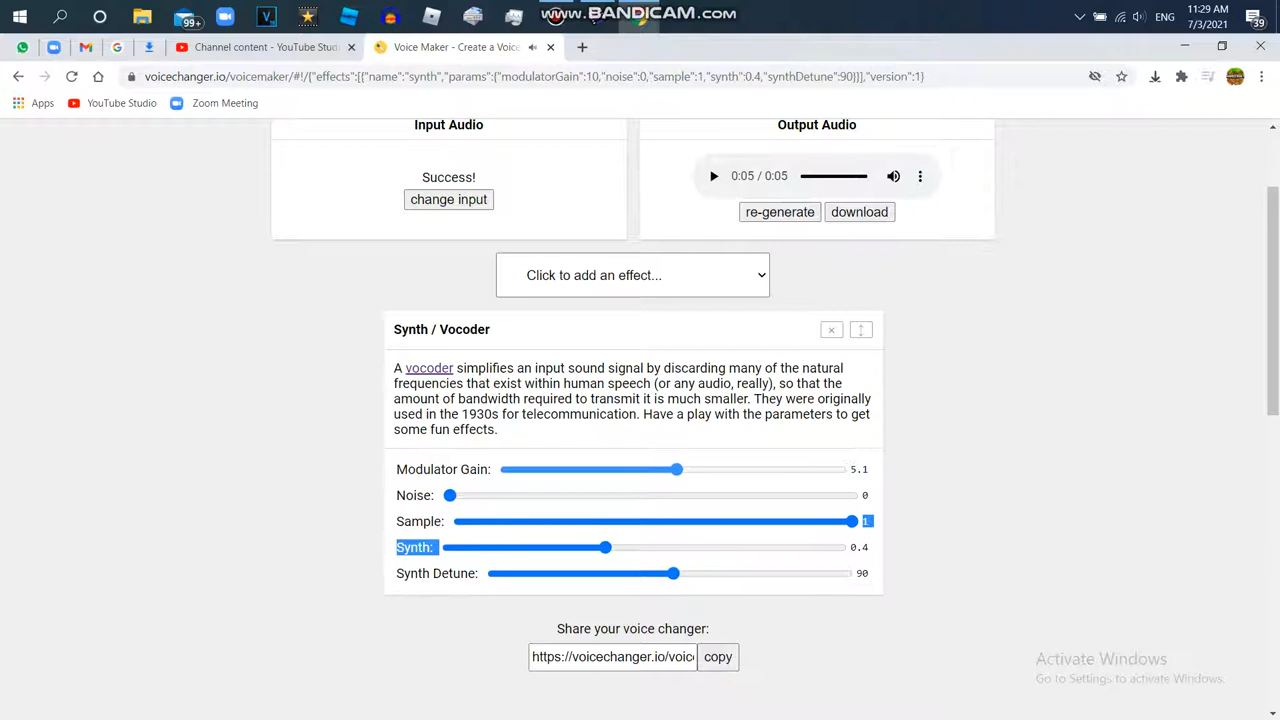 www.BANDICAM.com
99+
11:29 AM
ENG
7/3/2021
39
Channel content - YouTube Studi
Voice Maker - Create a Voice
voicechanger.io/voicemaker/#!/{"effects":[{"name":"synth","params":{"modulatorGain":10,"noise":0,"sample":1,"synth":0.4,"synthDetune":90}}],"version":1}
Apps
YouTube Studio
Zoom Meeting
Input Audio
Output Audio
Success!
change input
0:05 / 0:05
re-generate
download
Click to add an effect...
Synth / Vocoder
A vocoder simplifies an input sound signal by discarding many of the natural
frequencies that exist within human speech (or any audio, really), so that the
amount of bandwidth required to transmit it is much smaller. They were originally
used in the 1930s for telecommunication. Have a play with the parameters to get
some fun effects.
Modulator Gain: 5.1
Noise: 0
Sample: 1
Synth: 0.4
Synth Detune: 90
Share your voice changer:
https://voicechanger.io/voice
copy
Activate Windows
Go to Settings to activate Windows.